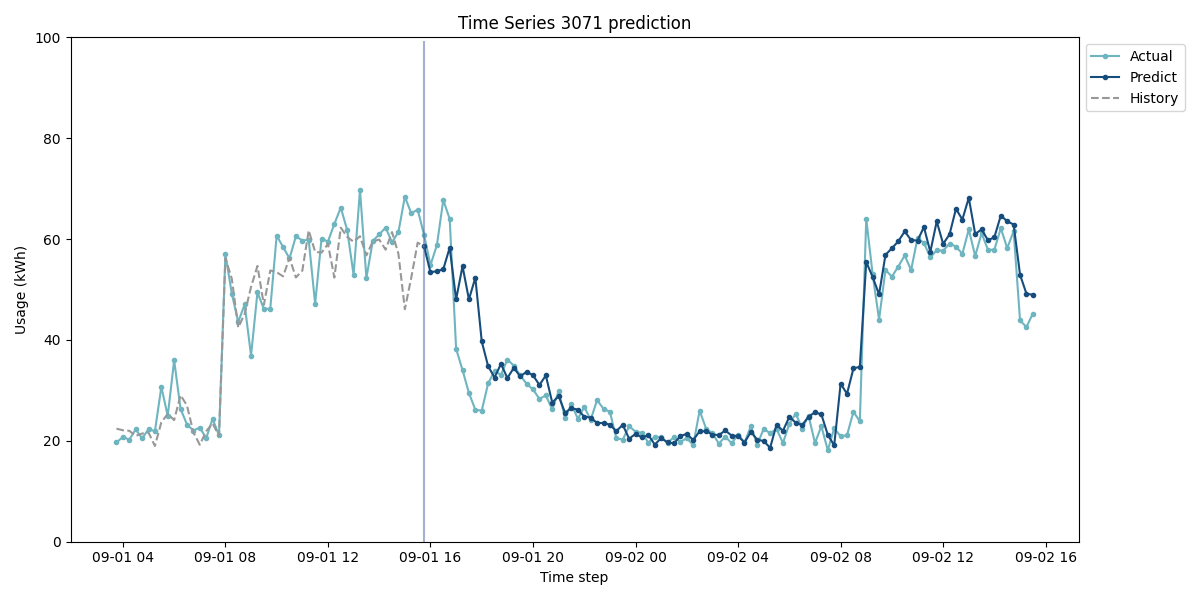 Time Series 3071 prediction
100
80
60
40
20
0
Usage (kWh)
09-01 04
09-01 08
09-01 12
09-01 16
09-01 20
09-02 00
09-02 04
09-02 08
09-02 12
09-02 16
Time step
Actual
Predict
History